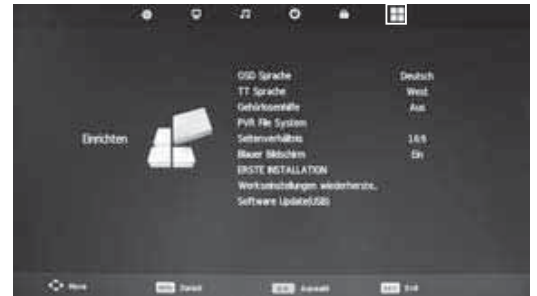 OSD Sprache Deutsch
TT Sprache West
Gehörlosenhilfe Aus
PVR File System
Einrichten
Seitenverhältnis 16:9
Blauer Bildschirm Ein
ERSTE INSTALLATION
Werkseinstellungen wiederherste..
Software Update(USB)
Move Zurück Auswahl Exit